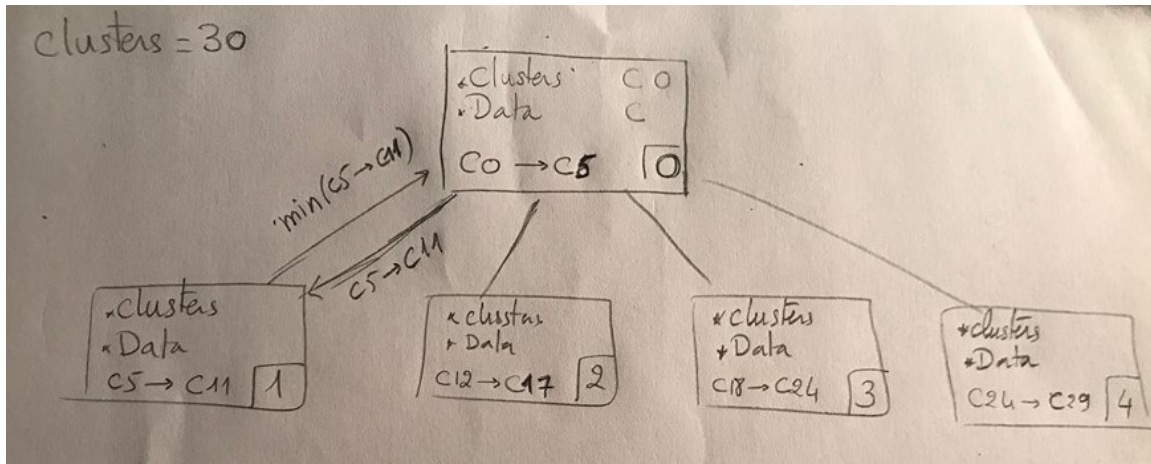 clusters = 30
*Clusters C0
*Data C
C0 → C5 0
min(C5 → C11)
C5 → C11
*clusters
*Data
C5 → C11 1
*clusters
*Data
C12 → C17 2
*clusters
*Data
C18 → C24 3
*clusters
*Data
C24 → C29 4